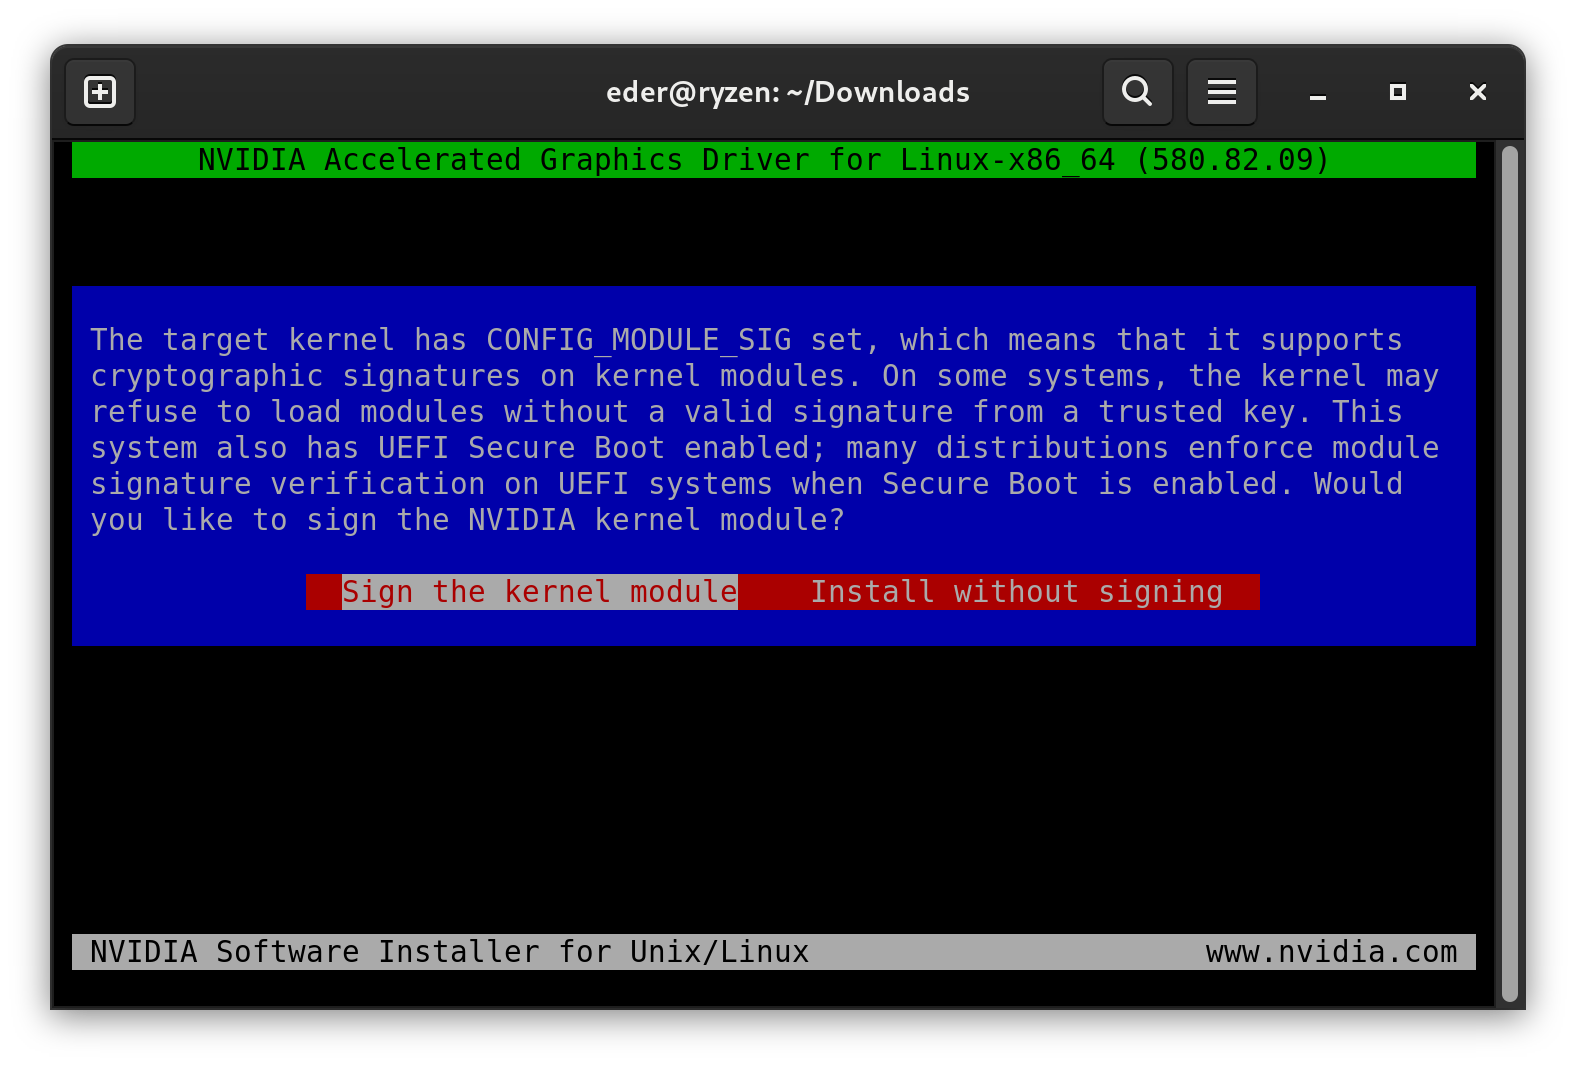 eder@ryzen: ~/Downloads
NVIDIA Accelerated Graphics Driver for Linux-x86_64 (580.82.09)
The target kernel has CONFIG_MODULE_SIG set, which means that it supports
cryptographic signatures on kernel modules. On some systems, the kernel may
refuse to load modules without a valid signature from a trusted key. This
system also has UEFI Secure Boot enabled; many distributions enforce module
signature verification on UEFI systems when Secure Boot is enabled. Would
you like to sign the NVIDIA kernel module?
Sign the kernel module Install without signing
NVIDIA Software Installer for Unix/Linux www.nvidia.com